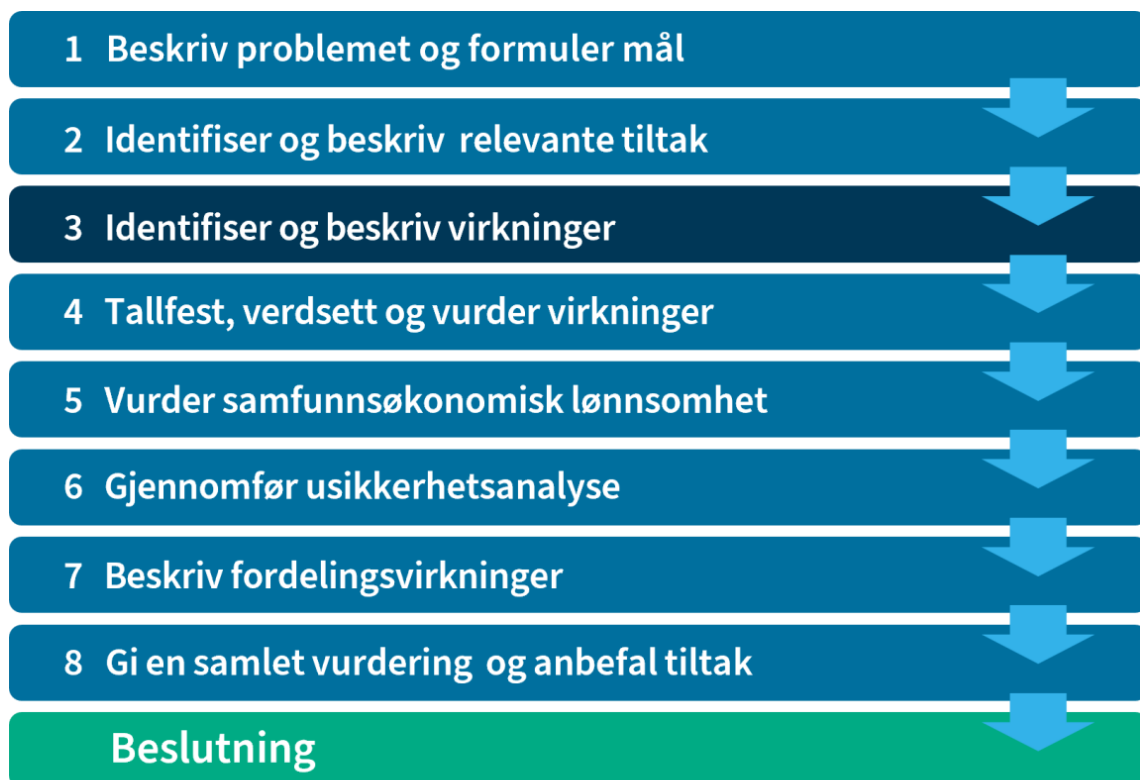 1 Beskriv problemet og formuler mål
2 Identifiser og beskriv relevante tiltak
3 Identifiser og beskriv virkninger
4 Tallfest, verdsett og vurder virkninger
5 Vurder samfunnsøkonomisk lønnsomhet
6 Gjennomfør usikkerhetsanalyse
7 Beskriv fordelingsvirkninger
8 Gi en samlet vurdering og anbefal tiltak
Beslutning